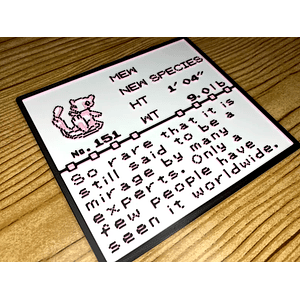 MEW
NEW SPECIES
HT 1' 04"
WT 9.0lb
No. 151
So rare that it is
still said to be a
mirage by many
experts. Only a
few people have
seen it worldwide.